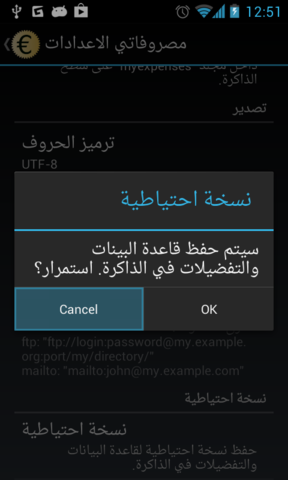 12:51
مصروفاتي الاعدادات
داخل مجلد "myexpenses" على سطح
الذاكرة.
تصدير
ترميز الحروف
UTF-8
نسخة احتياطية
سيتم حفظ قاعدة البينات
والتفضيلات في الذاكرة. استمرار؟
Cancel
OK
ftp: "ftp://login:password@my.example.
org:port/my/directory/"
mailto: "mailto:john@my.example.com"
نسخة احتياطية
نسخة احتياطية
حفظ نسخة احتياطية لقاعدة البيانات
والتفضيلات في الذاكرة.